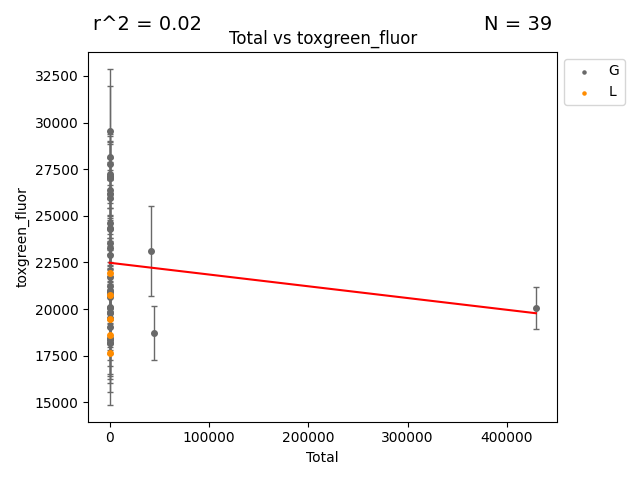 r^2 = 0.02
N = 39
Total vs toxgreen_fluor
G
L
32500
30000
27500
25000
22500
20000
17500
15000
toxgreen_fluor
0
100000
200000
300000
400000
Total